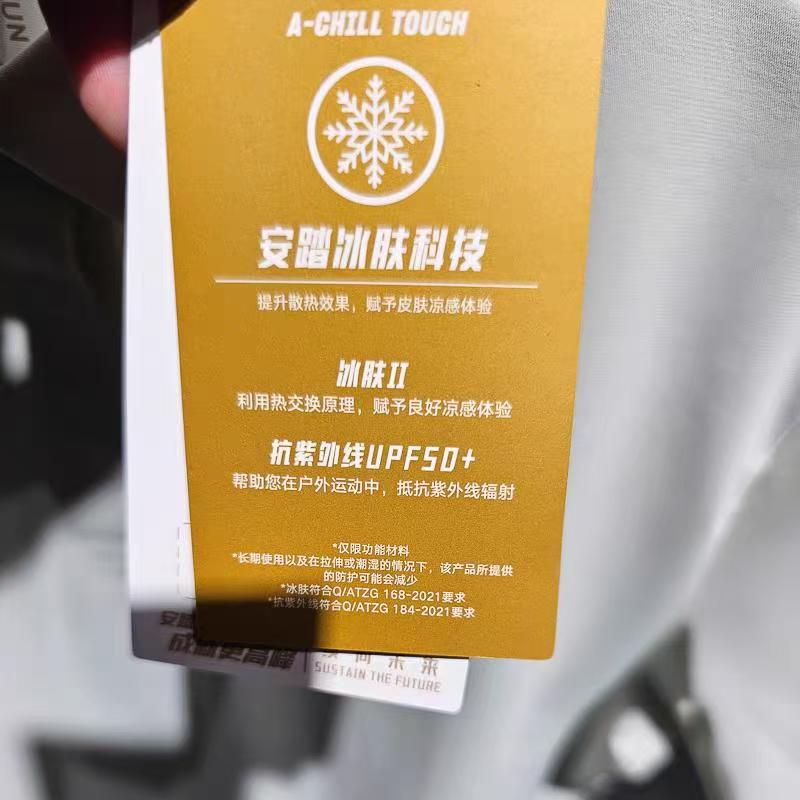 UN
A-CHILL TOUCH
安踏冰肤科技
提升散热效果，赋予皮肤凉感体验
冰肤II
利用热交换原理，赋予良好凉感体验
抗紫外线UPF50+
帮助您在户外运动中，抵抗紫外线辐射
*仅限功能材料
*长期使用以及在拉伸或潮湿的情况下，该产品所提供
的防护可能会减少
*冰肤符合Q/ATZG 168-2021要求
*抗紫外线符合Q/ATZG 184-2021要求
未来
SUSTAIN THE FUTURE